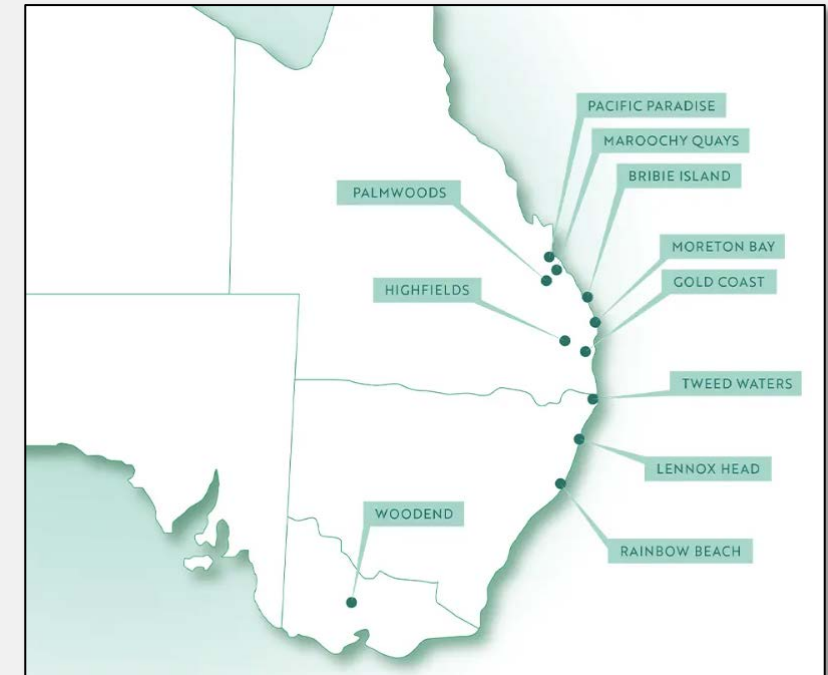 PACIFIC PARADISE
MAROOCHY QUAYS
BRIBIE ISLAND
PALMWOODS
MORETON BAY
GOLD COAST
HIGHFIELDS
TWEED WATERS
LENNOX HEAD
WOODEND
RAINBOW BEACH